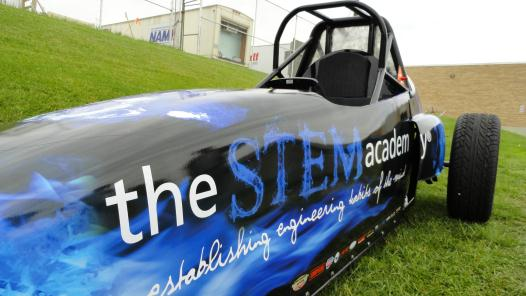 NAM
the STEM academy
establishing engineering habits of the mind